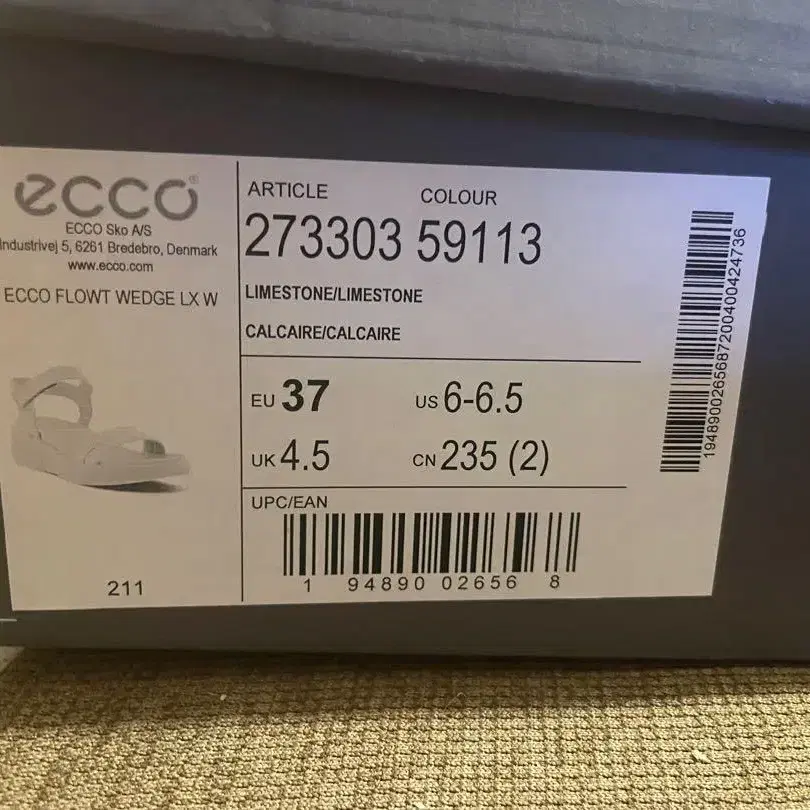 ecco®
ECCO Sko A/S
Industrivej 5, 6261 Bredebro, Denmark
www.ecco.com
ECCO FLOWT WEDGE LX W
211
ARTICLE COLOUR
273303 59113
LIMESTONE/LIMESTONE
CALCAIRE/CALCAIRE
EU 37 US 6-6.5
UK 4.5 CN 235 (2)
UPC/EAN
1 94890 02656 8
19489002656872004004​24736